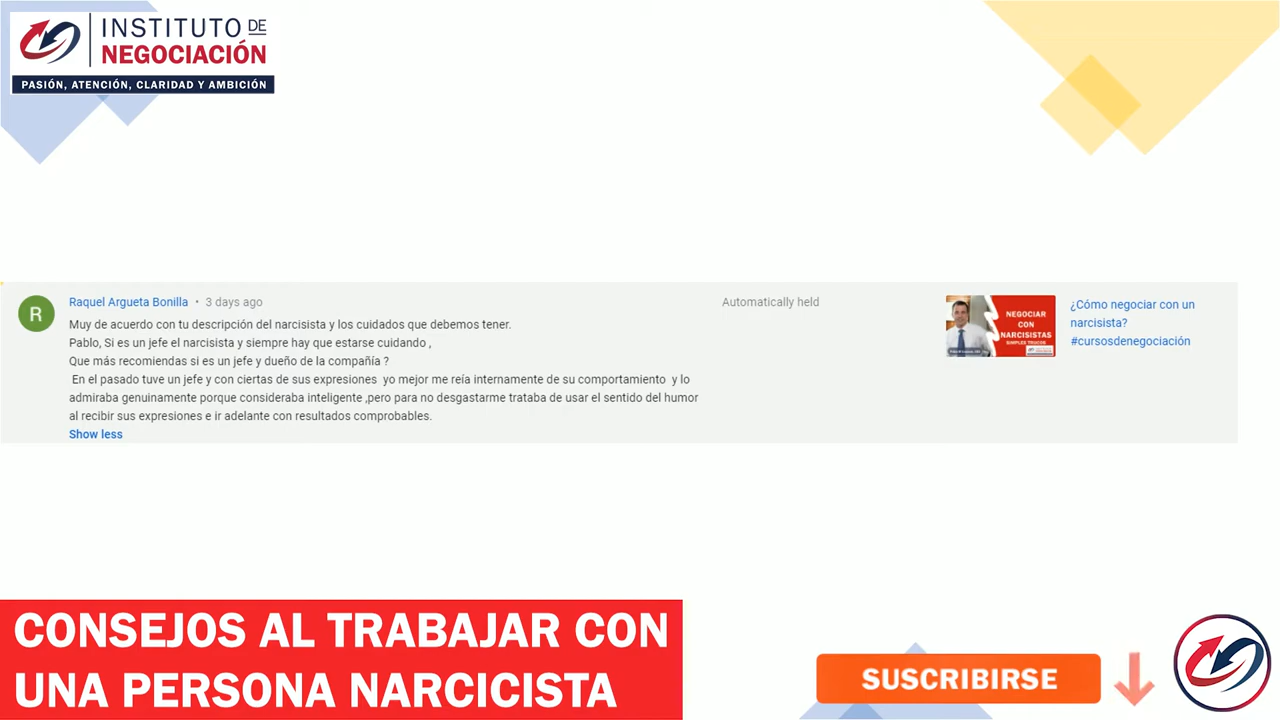 INSTITUTO DE
NEGOCIACIÓN
PASIÓN, ATENCIÓN, CLARIDAD Y AMBICIÓN
R
Raquel Argueta Bonilla • 3 days ago
Muy de acuerdo con tu descripción del narcisista y los cuidados que debemos tener.
Pablo, Si es un jefe el narcisista y siempre hay que estarse cuidando ,
Que más recomiendas si es un jefe y dueño de la compañía ?
En el pasado tuve un jefe y con ciertas de sus expresiones yo mejor me reía internamente de su comportamiento y lo
admiraba genuinamente porque consideraba inteligente ,pero para no desgastarme trataba de usar el sentido del humor
al recibir sus expresiones e ir adelante con resultados comprobables.
Show less
Automatically held
NEGOCIAR
CON
NARCISISTAS
SIMPLES TRUCOS
¿Cómo negociar con un
narcisista?
#cursosdenegociación
CONSEJOS AL TRABAJAR CON
UNA PERSONA NARCICISTA
SUSCRIBIRSE